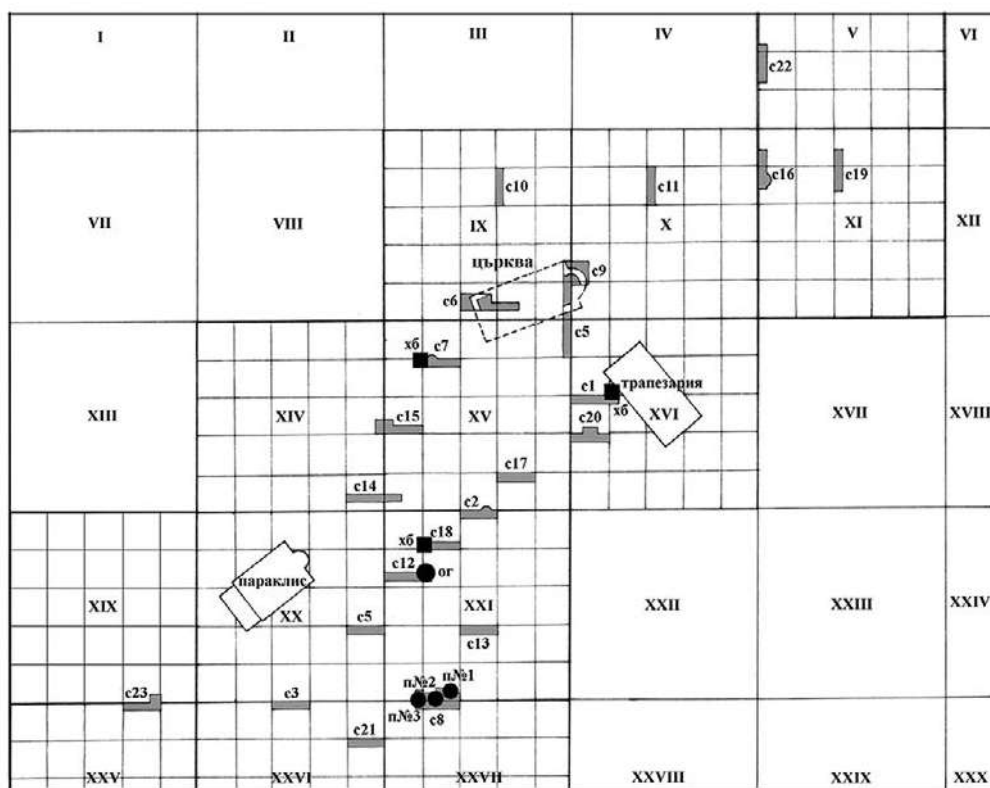 I II III IV V VI
с22
с10 с11 с16 с19
VII VIII IX X XI XII
църква
с9
с6
с5
хб с7
с1 трапезария
хб
XIII XIV с15 XV с20 XVI XVII XVIII
с17
с14
с2
хб с18
с12 ог
параклис
XIX XX с5 XXI XXII XXIII XXIV
с13
п№1
п№2
с23 с3
п№3 с8
с21
XXV XXVI XXVII XXVIII XXIX XXX